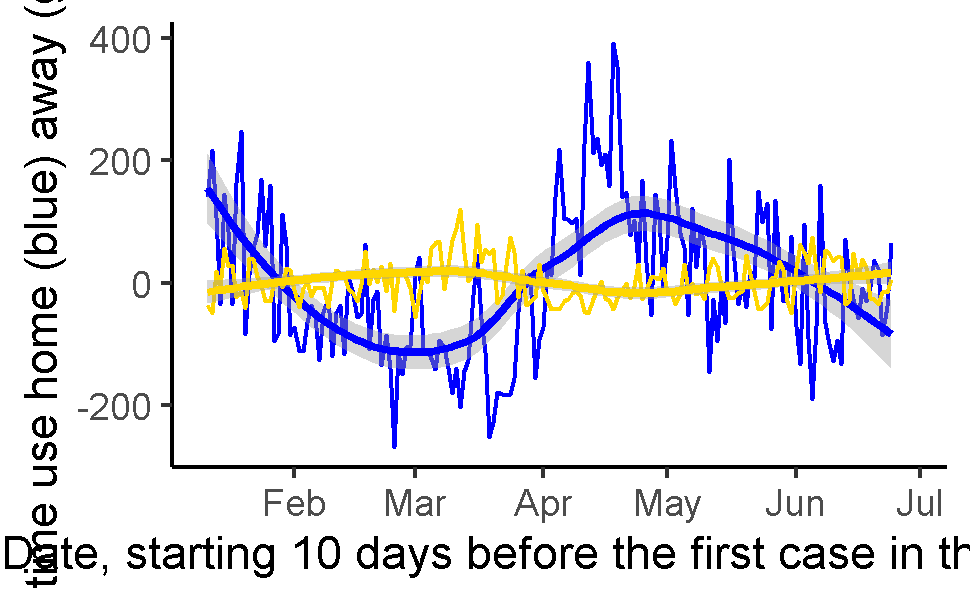 time use home (blue) away (
400
200
0
-200
Feb Mar Apr May Jun Jul
Date, starting 10 days before the first case in th